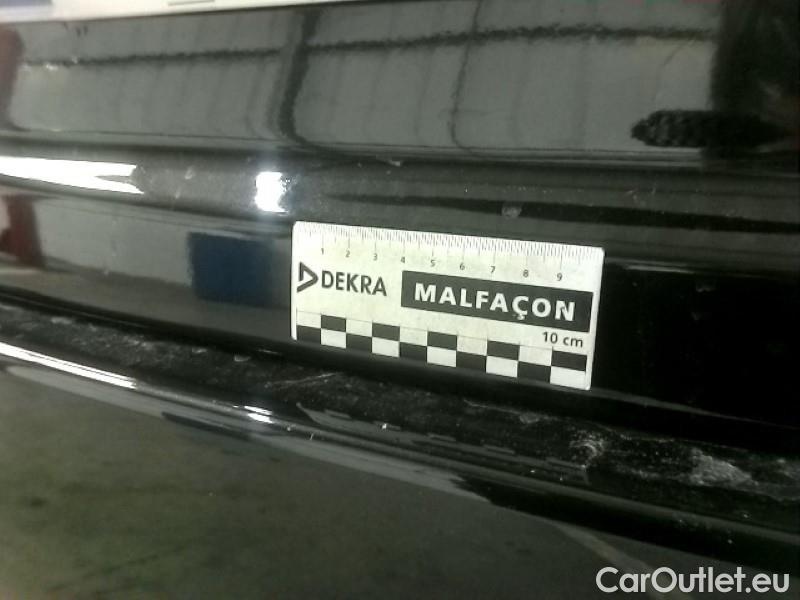 1 2 3 4 5 6 7 8 9
DEKRA MALFAÇON
10 cm
CarOutlet.eu